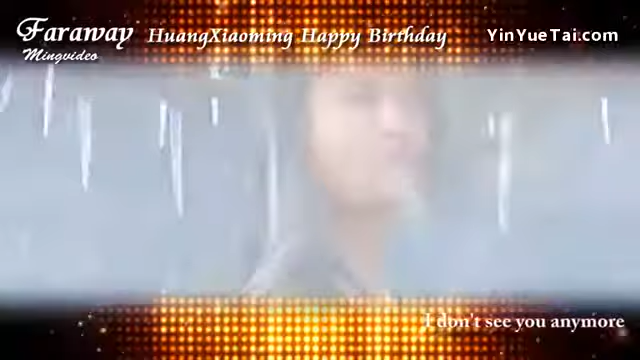 Faraway
Mingvideo
HuangXiaoming Happy Birthday
YinYueTai.com
I don't see you anymore